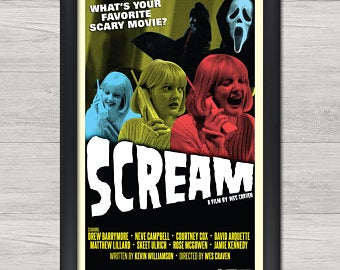 WHAT'S YOUR
FAVORITE
SCARY MOVIE?
SCREAM
A FILM BY WES CRAVEN
STARRING
DREW BARRYMORE · NEVE CAMPBELL · COURTNEY COX · DAVID ARQUETTE
MATTHEW LILLARD · SKEET ULRICH · ROSE MCGOWEN · JAMIE KENNEDY
WRITTEN BY KEVIN WILLIAMSON · DIRECTED BY WES CRAVEN